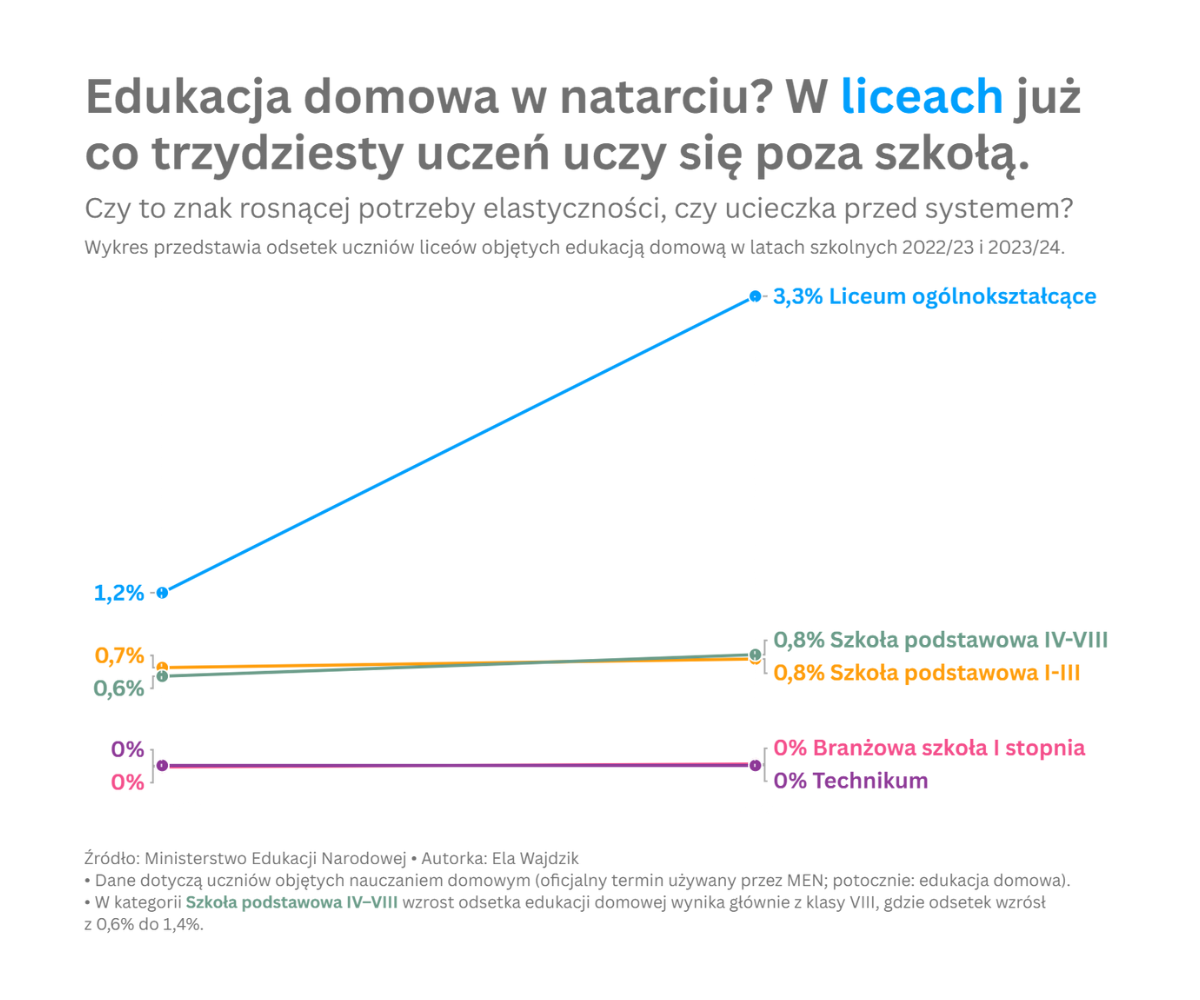 Edukacja domowa w natarciu? W liceach już
co trzydziesty uczeń uczy się poza szkołą.
Czy to znak rosnącej potrzeby elastyczności, czy ucieczka przed systemem?
Wykres przedstawia odsetek uczniów liceów objętych edukacją domową w latach szkolnych 2022/23 i 2023/24.
3,3% Liceum ogólnokształcące
1,2%
0,7%
0,6%
0,8% Szkoła podstawowa IV-VIII
0,8% Szkoła podstawowa I-III
0%
0%
0% Branżowa szkoła I stopnia
0% Technikum
Źródło: Ministerstwo Edukacji Narodowej • Autorka: Ela Wajdzik
• Dane dotyczą uczniów objętych nauczaniem domowym (oficjalny termin używany przez MEN; potocznie: edukacja domowa).
• W kategorii Szkoła podstawowa IV–VIII wzrost odsetka edukacji domowej wynika głównie z klasy VIII, gdzie odsetek wzrósł
z 0,6% do 1,4%.